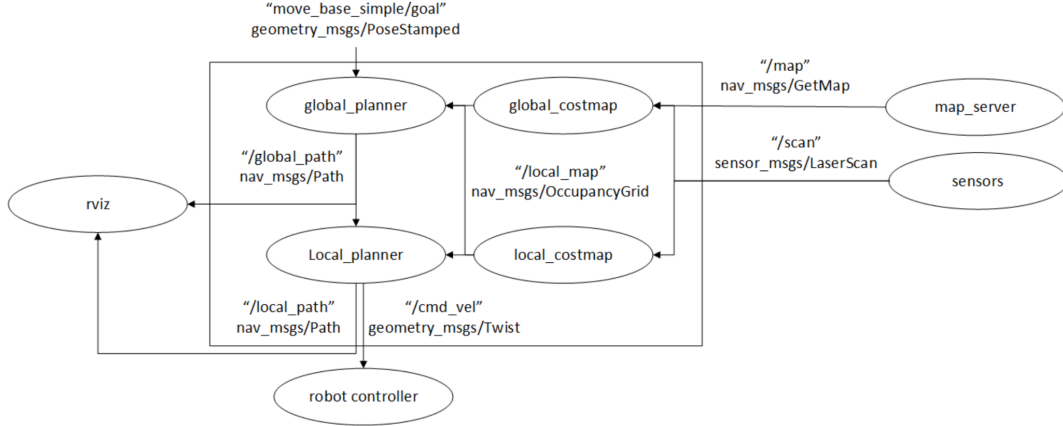 “move_base_simple/goal”
geometry_msgs/PoseStamped
“/map”
nav_msgs/GetMap
global_planner
global_costmap
map_server
“/global_path”
nav_msgs/Path
“/local_map”
nav_msgs/OccupancyGrid
“/scan”
sensor_msgs/LaserScan
sensors
rviz
Local_planner
local_costmap
“/local_path”
nav_msgs/Path
“/cmd_vel”
geometry_msgs/Twist
robot controller